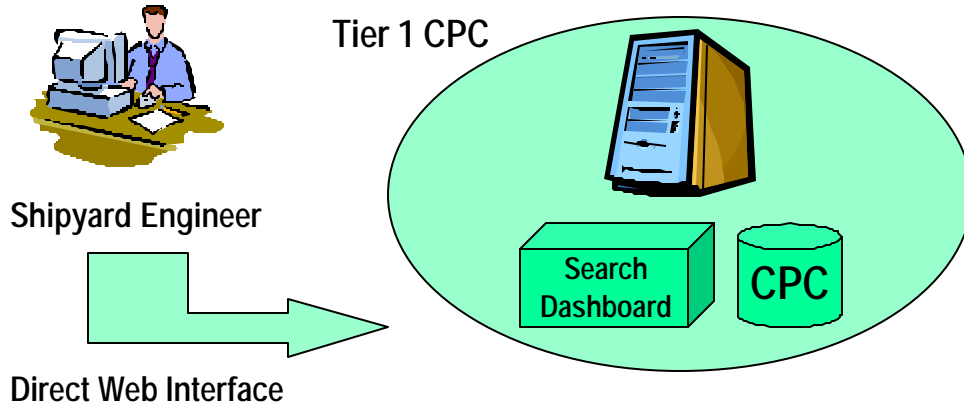 Tier 1 CPC
Shipyard Engineer
Search
Dashboard
CPC
Direct Web Interface